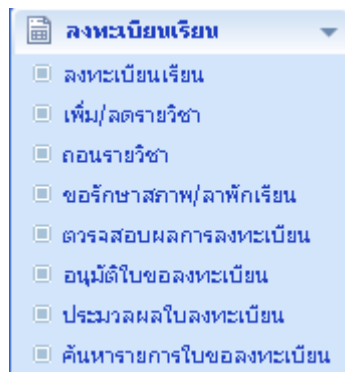 ลงทะเบียนเรียน
ลงทะเบียนเรียน
เพิ่ม/ลดรายวิชา
ถอนรายวิชา
ขอรักษาสภาพ/ลาพักเรียน
ตรวจสอบผลการลงทะเบียน
อนุมัติใบขอลงทะเบียน
ประมวลผลใบลงทะเบียน
ค้นหารายการใบขอลงทะเบียน